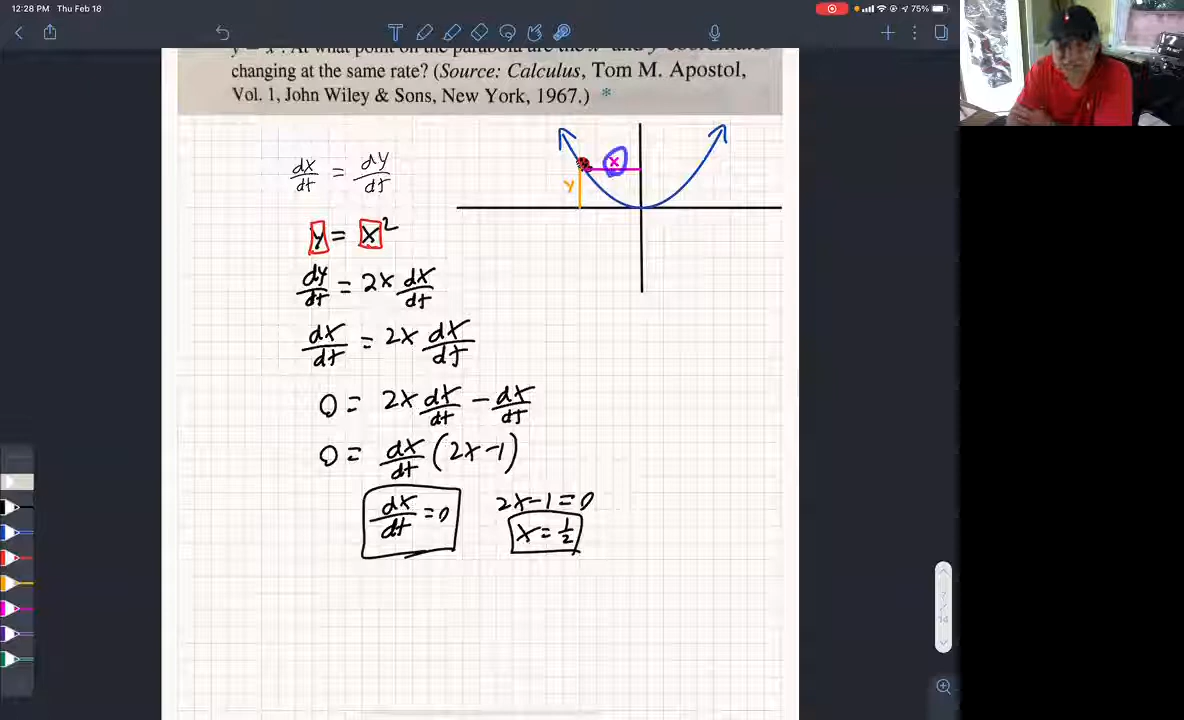 12:28 PM Thu Feb 16
75%
changing at the same rate? (Source: Calculus, Tom M. Apostol,
Vol. 1, John Wiley & Sons, New York, 1967.) *
dx/dt = dy/dt
y = x²
dy/dt = 2x dx/dt
dx/dt = 2x dx/dt
0 = 2x dx/dt - dx/dt
0 = dx/dt (2x-1)
dx/dt = 0 2x-1=0
x = 1/2
x
y
7 / 14